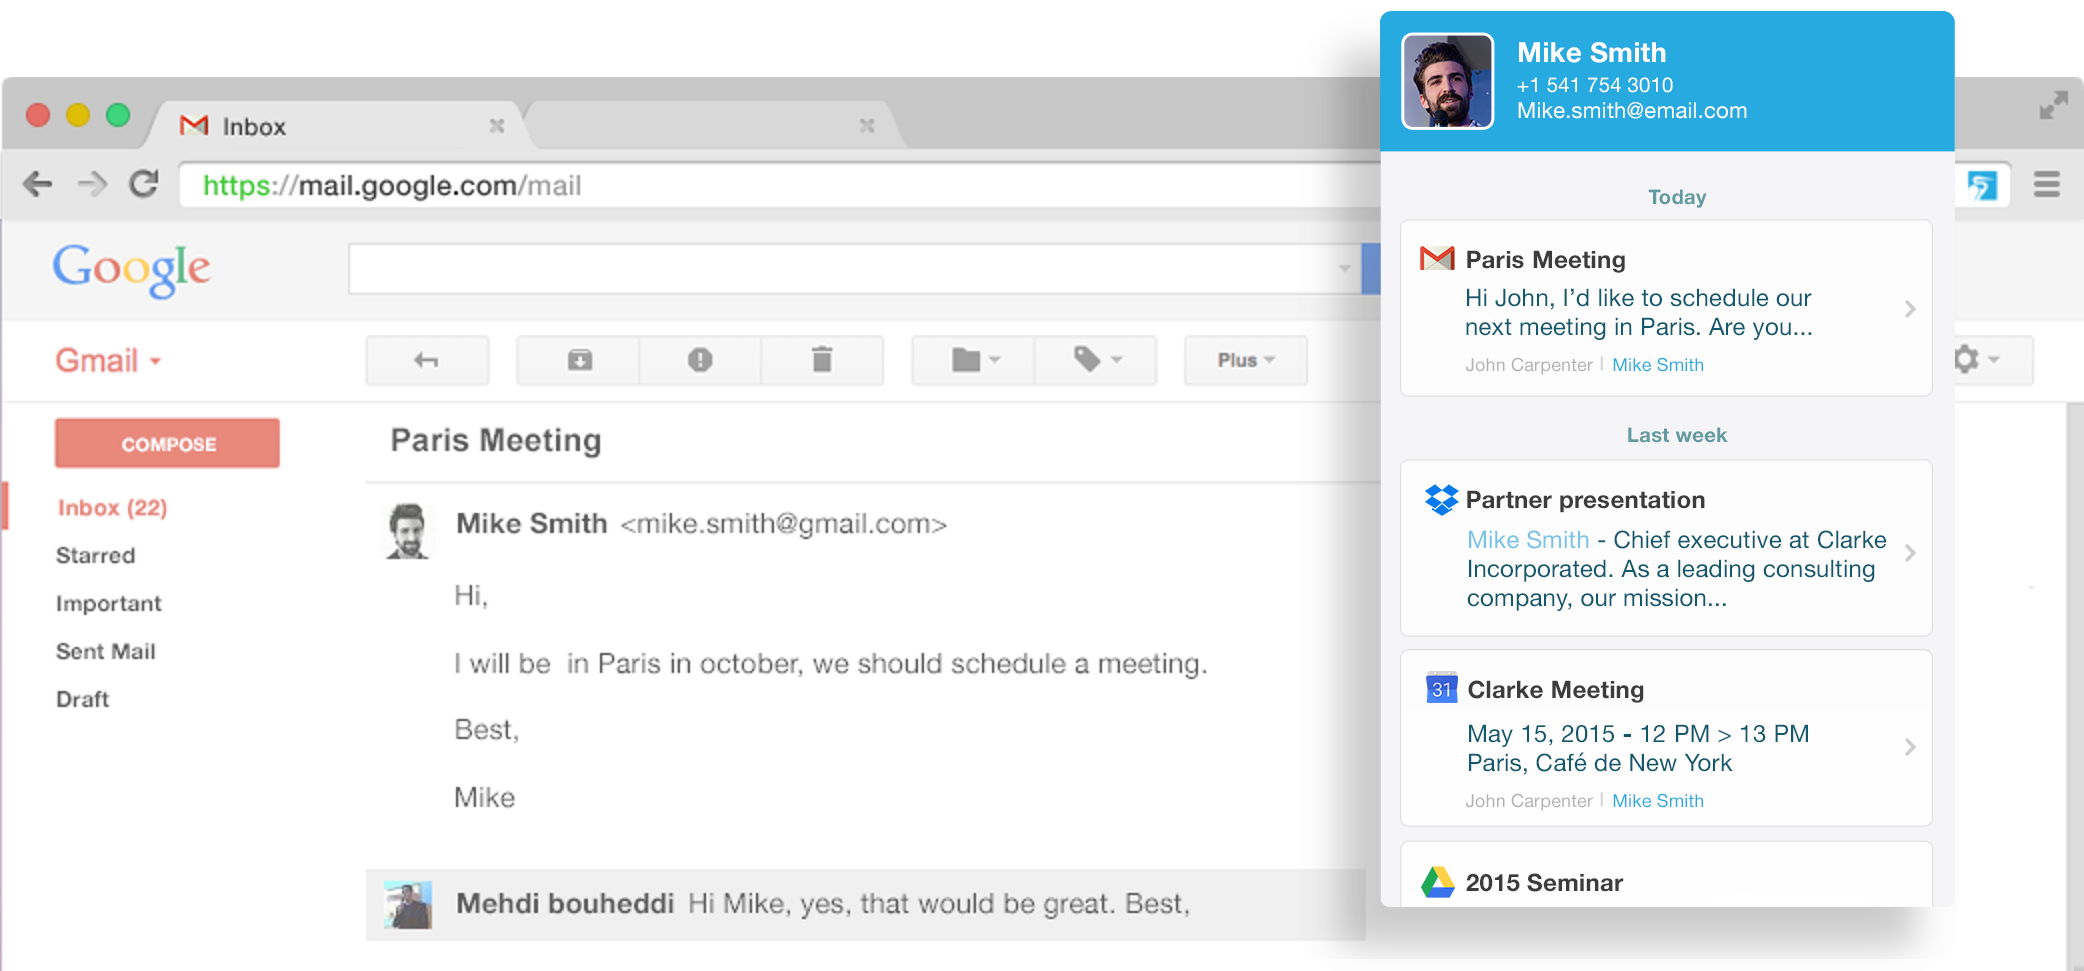 Inbox
https://mail.google.com/mail
Google
Gmail
Plus
COMPOSE
Inbox (22)
Starred
Important
Sent Mail
Draft
Paris Meeting
Mike Smith <mike.smith@gmail.com>
Hi,
I will be  in Paris in october, we should schedule a meeting.
Best,
Mike
Mehdi bouheddi Hi Mike, yes, that would be great. Best,
Mike Smith
+1 541 754 3010
Mike.smith@email.com
Today
Paris Meeting
Hi John, I’d like to schedule our
next meeting in Paris. Are you...
John Carpenter | Mike Smith
Last week
Partner presentation
Mike Smith - Chief executive at Clarke
Incorporated. As a leading consulting
company, our mission...
31 Clarke Meeting
May 15, 2015 - 12 PM > 13 PM
Paris, Café de New York
John Carpenter | Mike Smith
2015 Seminar